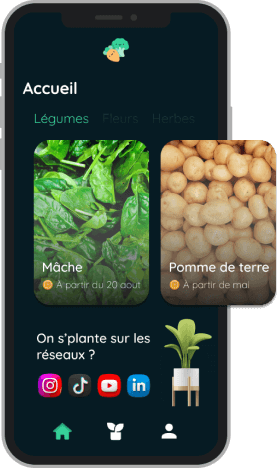 Accueil
Légumes Fleurs Herbes
Mâche
À partir du 20 aout
Pomme de terre
À partir de mai
On s'plante sur les
réseaux ?